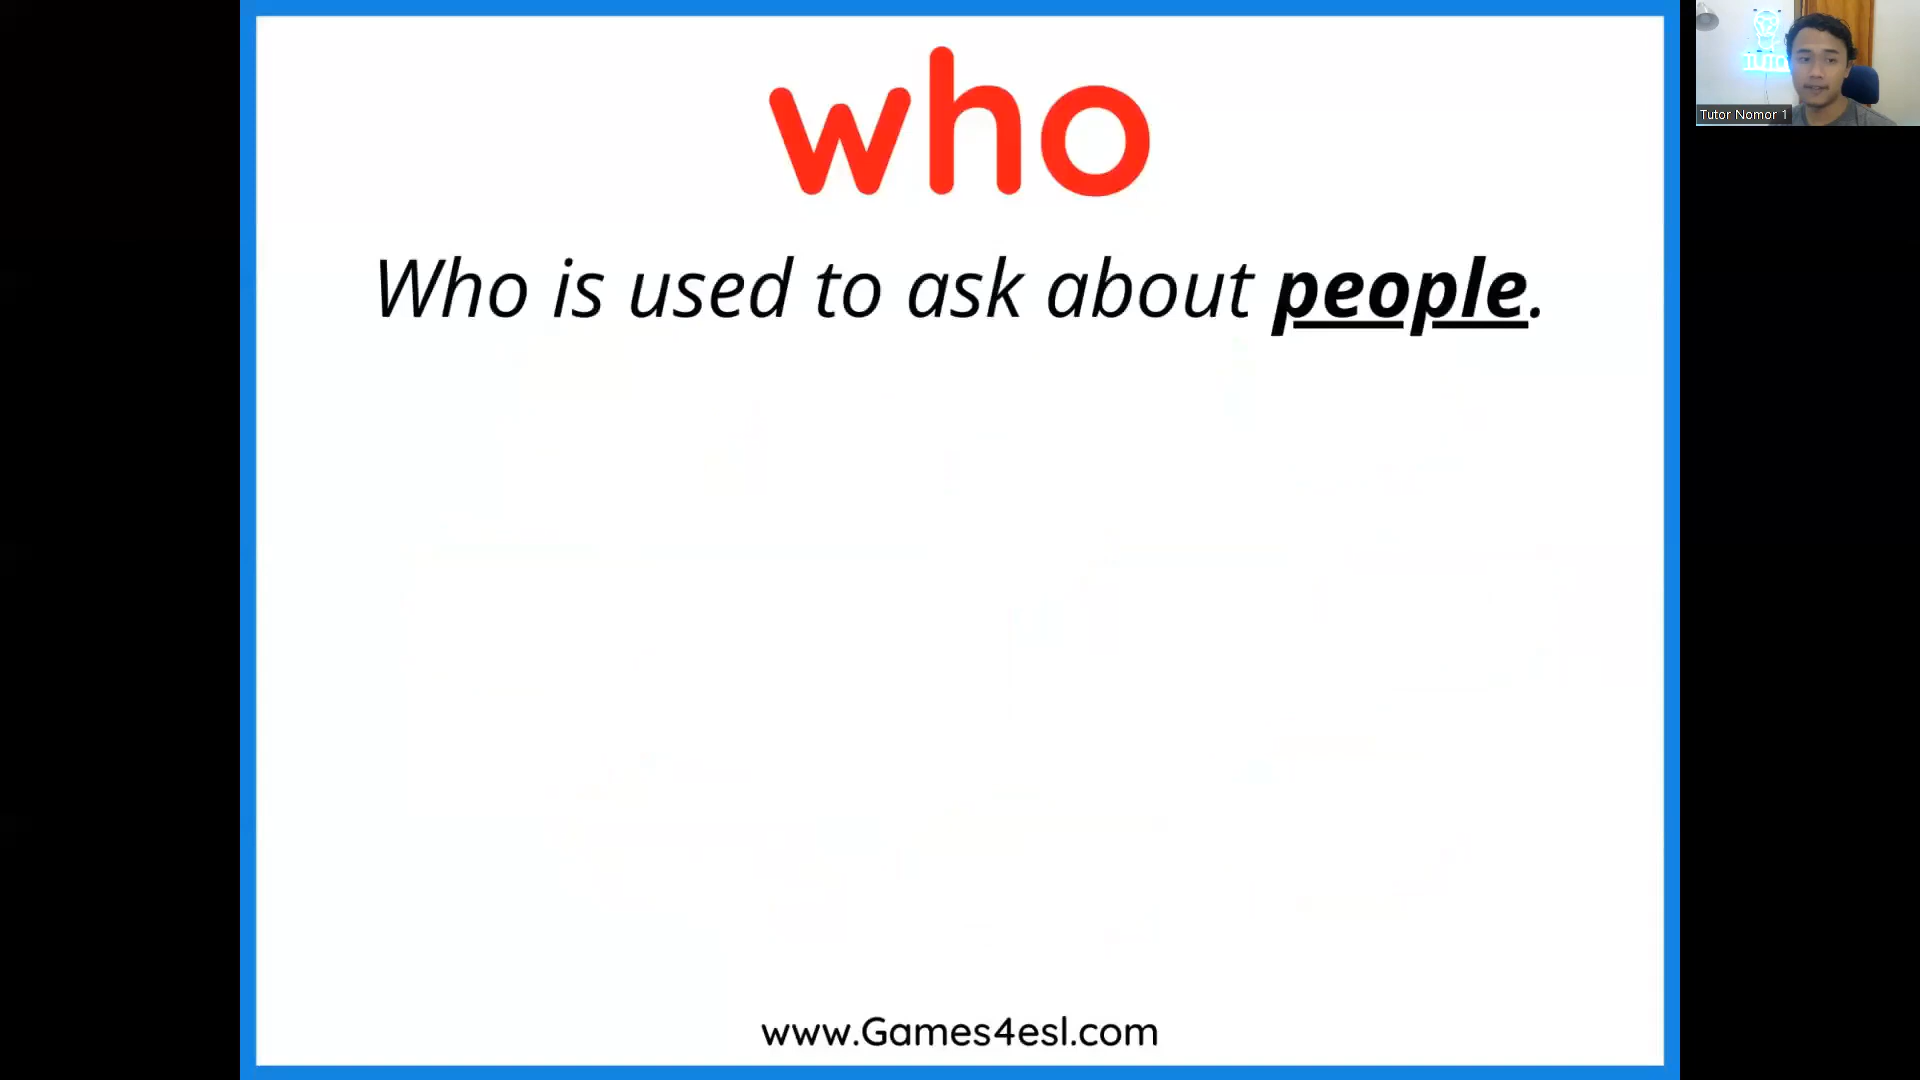 who
Who is used to ask about people.
www.Games4esl.com
Tutor Nomor 1